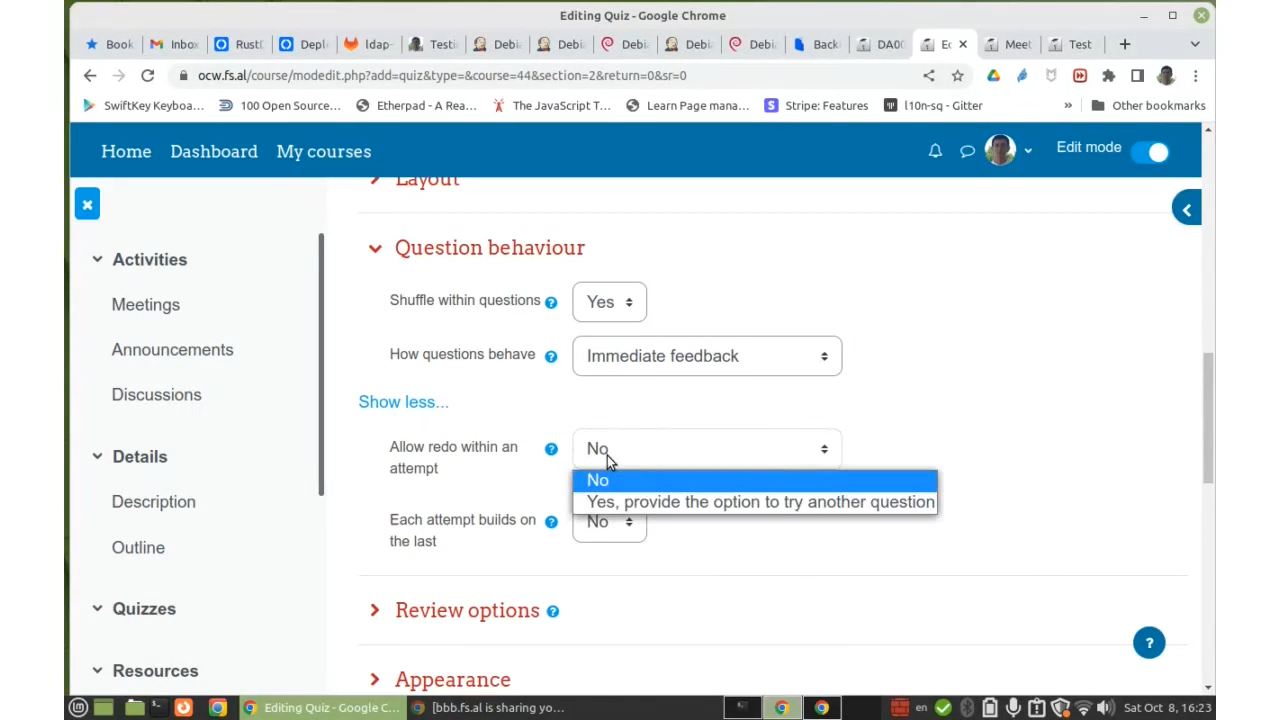 Editing Quiz - Google Chrome
Book
Inbo
RustD
Depl
ldap-
Testi
Debi
Debi
Debi
Debi
Debi
Back
DA00
Ec
Meet
Test
ocw.fs.al/course/modedit.php?add=quiz&type=&course=44&section=2&return=0&sr=0
SwiftKey Keyboa...
100 Open Source...
Etherpad - A Rea...
The JavaScript T...
Learn Page mana...
Stripe: Features
l10n-sq - Gitter
»
Other bookmarks
Home
Dashboard
My courses
Edit mode
Layout
Question behaviour
Activities
Meetings
Announcements
Discussions
Details
Description
Outline
Quizzes
Resources
Shuffle within questions
Yes
How questions behave
Immediate feedback
Show less...
Allow redo within an
attempt
No
No
Yes, provide the option to try another question
Each attempt builds on
the last
No
Review options
Appearance
?
Editing Quiz - Google C...
[bbb.fs.al is sharing yo...
en
Sat Oct 8, 16:23